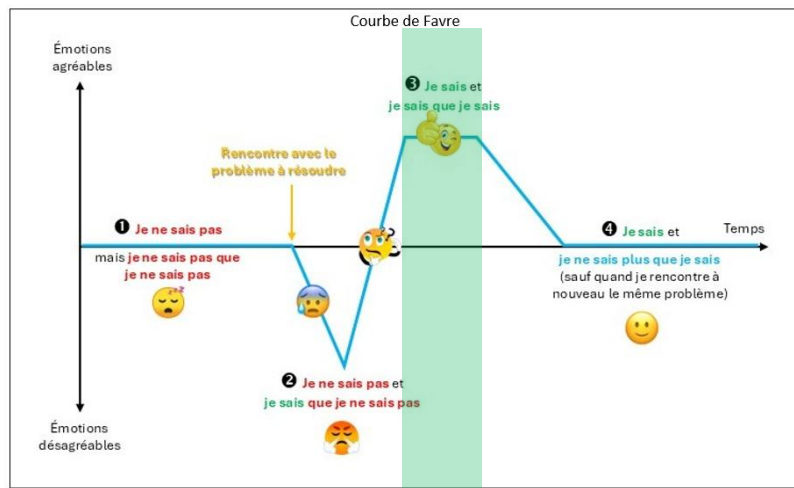 Courbe de Favre
Émotions
agréables
❸ Je sais et
je sais que je sais
Rencontre avec le
problème à résoudre
❶ Je ne sais pas
mais je ne sais pas que
je ne sais pas
❹ Je sais et
Temps
je ne sais plus que je sais
(sauf quand je rencontre à
nouveau le même problème)
❷ Je ne sais pas et
je sais que je ne sais pas
Émotions
désagréables